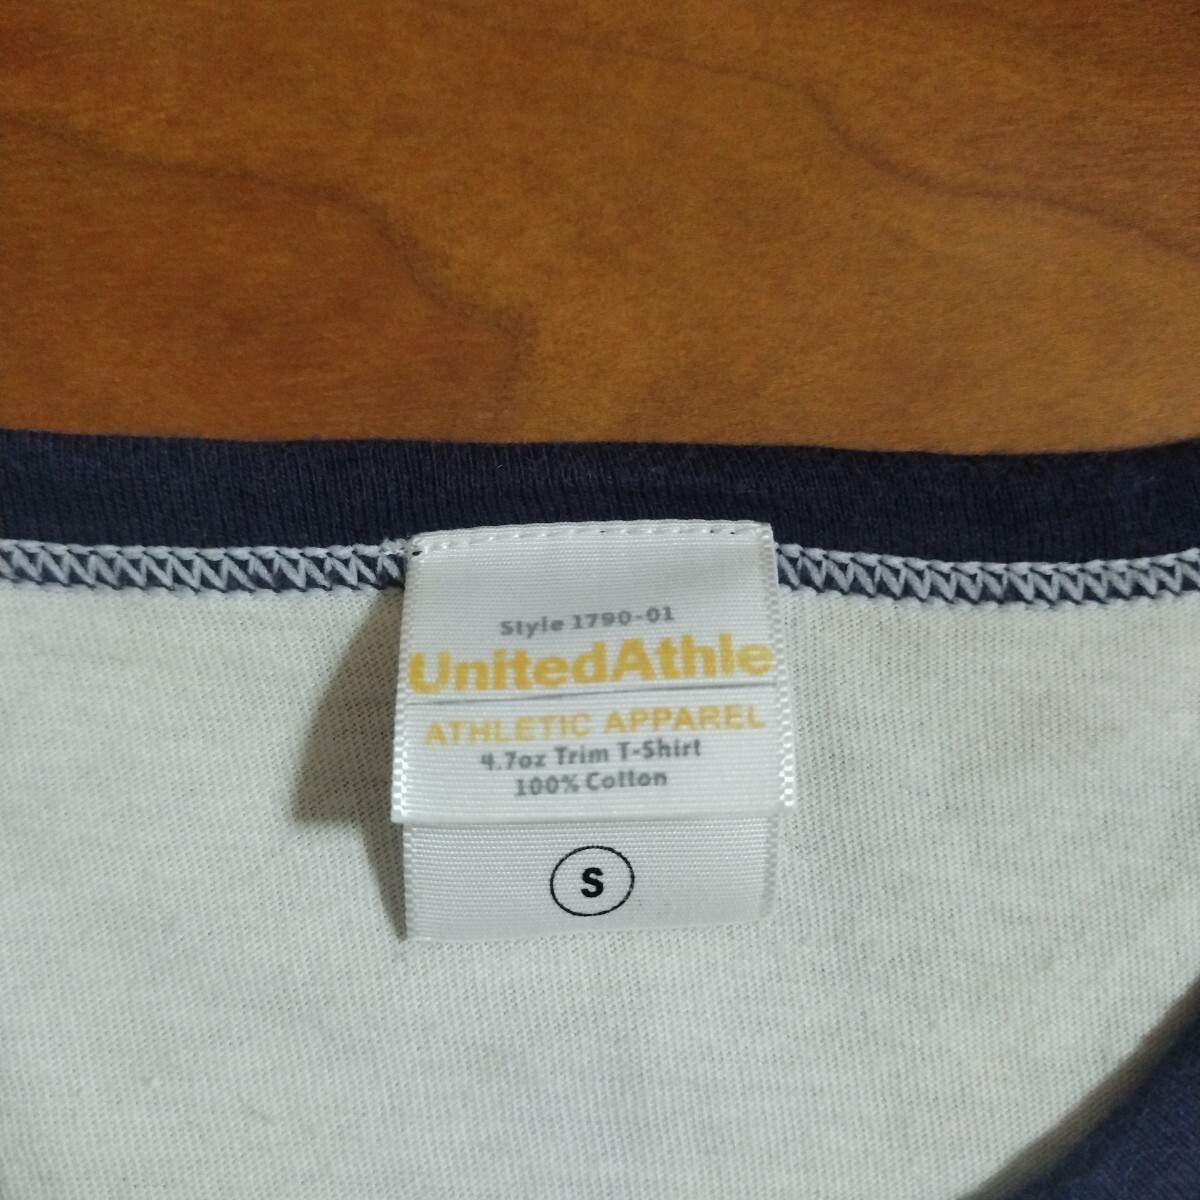 Style 1790-01
UnitedAthle
ATHLETIC APPAREL
4.7oz Trim T-Shirt
100% Cotton
S